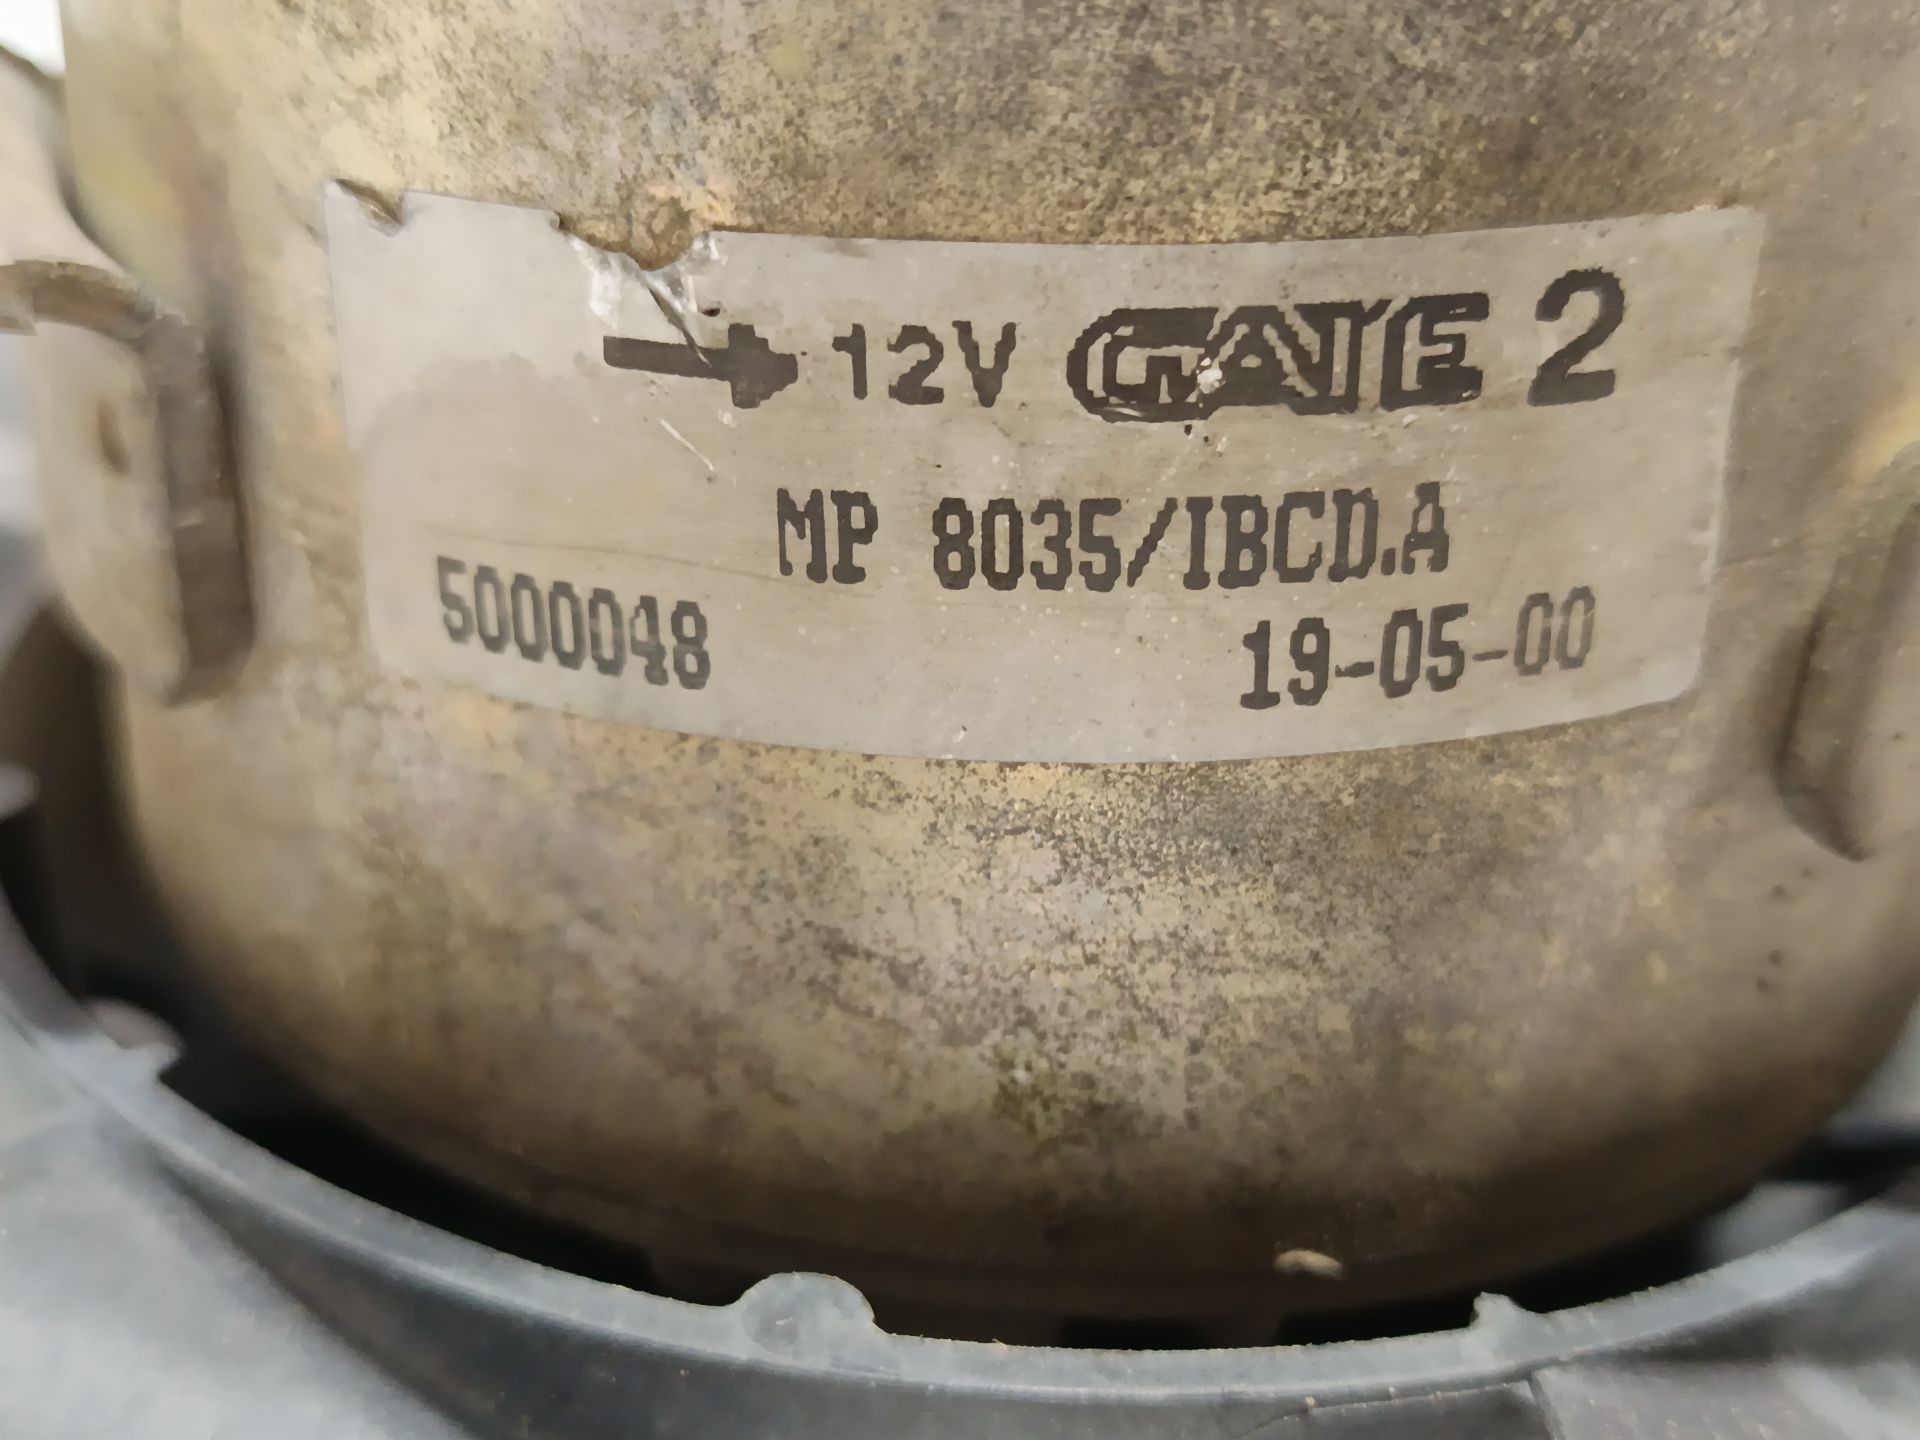 → 12V GATE 2
MP 8035/IBCD.A
5000048 19-05-00